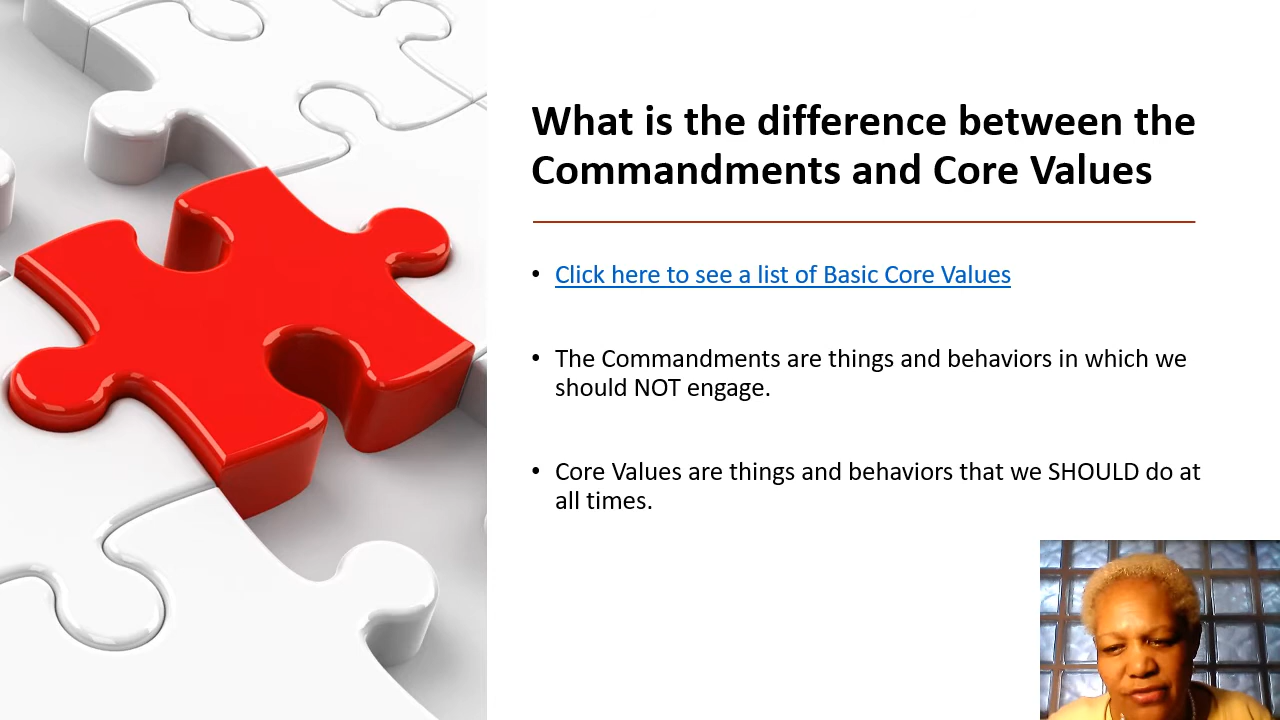 What is the difference between the
Commandments and Core Values
• Click here to see a list of Basic Core Values
• The Commandments are things and behaviors in which we
should NOT engage.
• Core Values are things and behaviors that we SHOULD do at
all times.